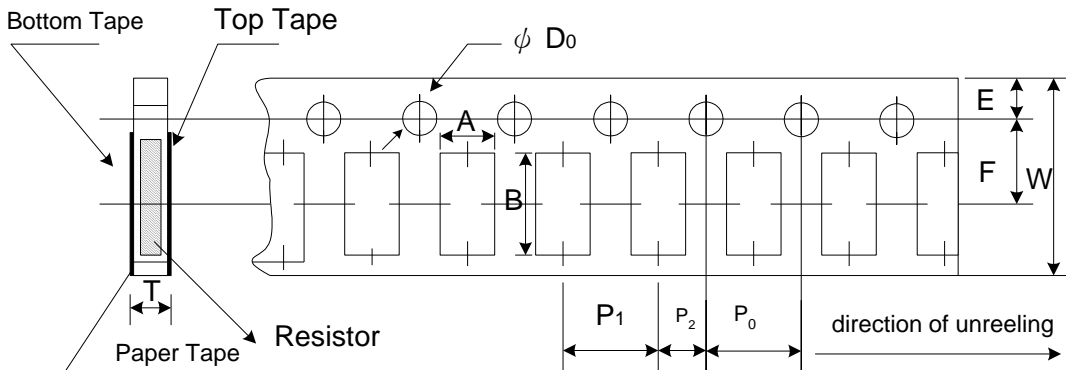 Bottom Tape
Top Tape
ϕ D0
E
A
F
W
B
T
P1
P2
P0
direction of unreeling
Resistor
Paper Tape